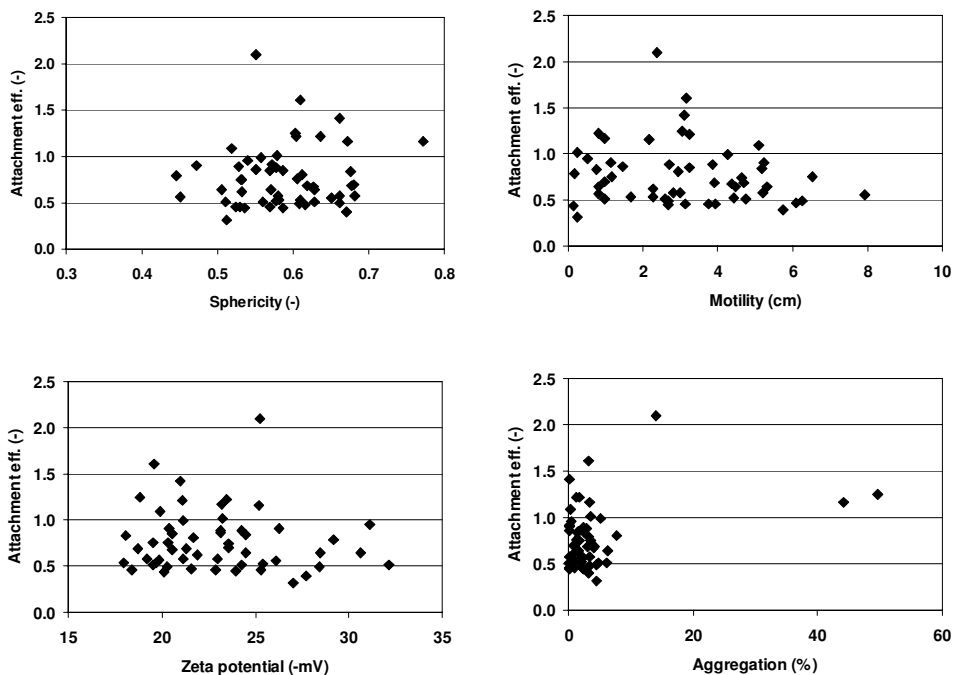 2.5
2.0
1.5
1.0
0.5
0.0
Attachment eff. (-)
0.3 0.4 0.5 0.6 0.7 0.8
Sphericity (-)
2.5
2.0
1.5
1.0
0.5
0.0
Attachment eff. (-)
0 2 4 6 8 10
Motility (cm)
2.5
2.0
1.5
1.0
0.5
0.0
Attachment eff. (-)
15 20 25 30 35
Zeta potential (-mV)
2.5
2.0
1.5
1.0
0.5
0.0
Attachment eff. (-)
0 20 40 60
Aggregation (%)